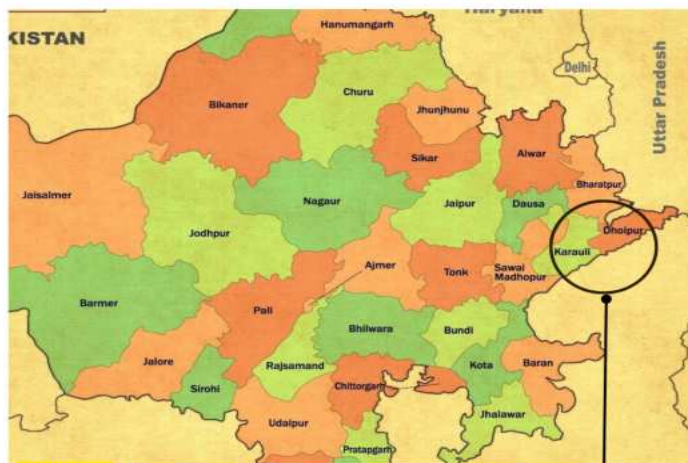 Haryana
Hanumangarh
KISTAN
Delhi
Uttar Pradesh
Bikaner
Churu
Jhunjhunu
Sikar
Alwar
Bharatpur
Jaisalmer
Nagaur
Jaipur
Dausa
Jodhpur
Dholpur
Karauli
Ajmer
Tonk
Sawai
Madhopur
Barmer
Pali
Bhilwara
Bundi
Jalore
Rajsamand
Kota
Baran
Sirohi
Chittorgarh
Jhalawar
Udaipur
Pratapgarh